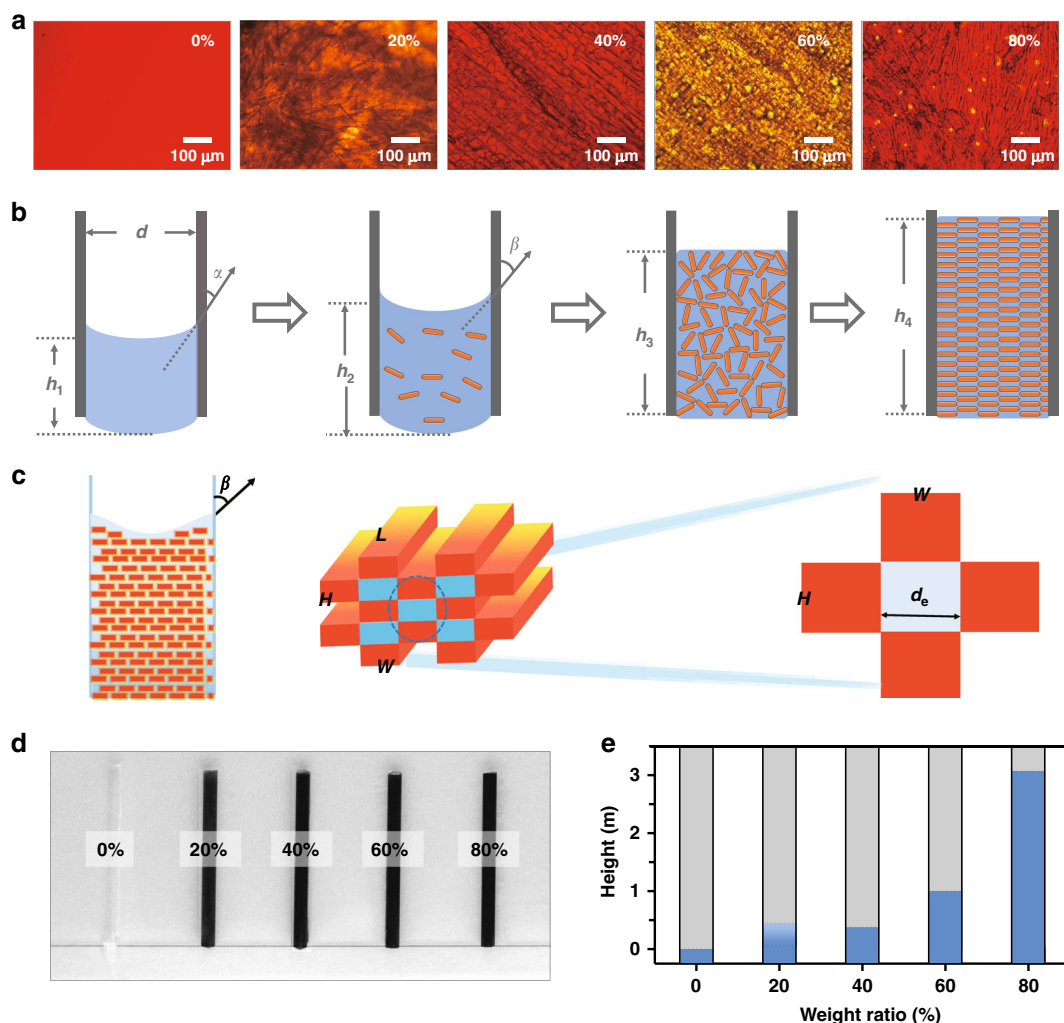 a
0% 20% 40% 60% 80%
100 μm 100 μm 100 μm 100 μm 100 μm
b
d α h1
β h2
h3
h4
c
β
L H W
W H de
d
0% 20% 40% 60% 80%
e
Height (m)
3
2
1
0
0 20 40 60 80
Weight ratio (%)